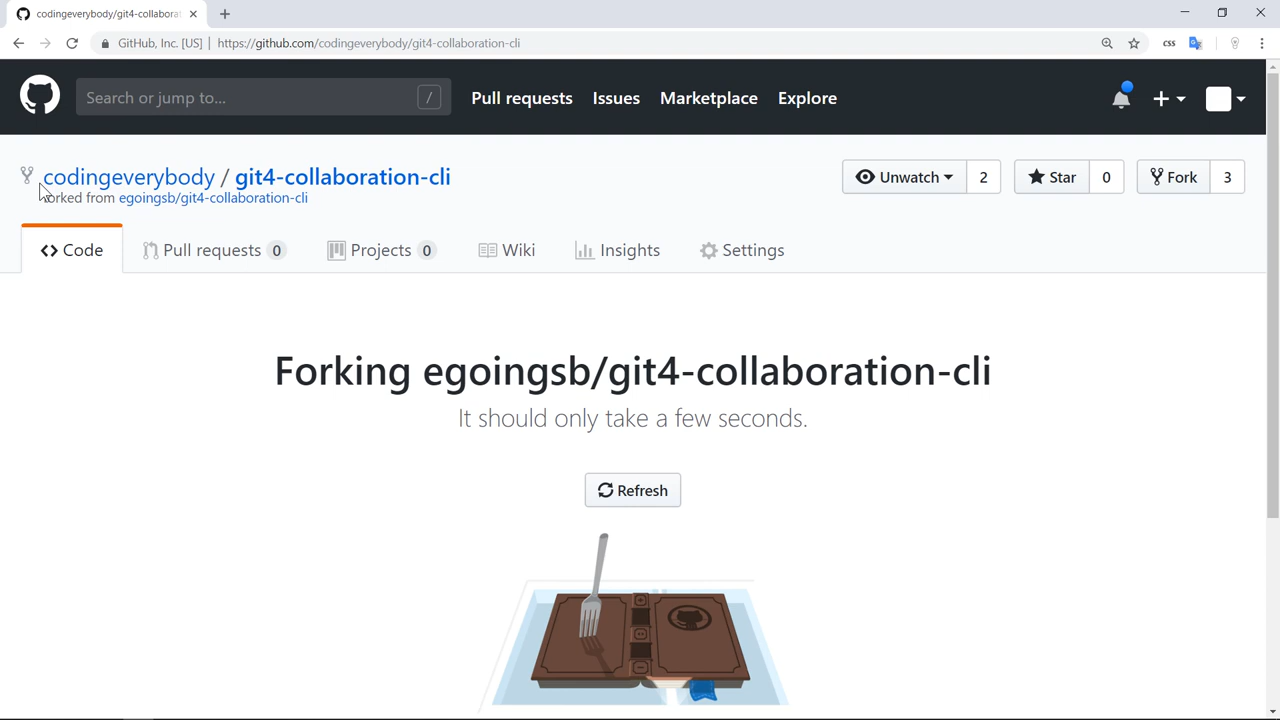 codingeverybody/git4-collaborat
GitHub, Inc. [US] | https://github.com/codingeverybody/git4-collaboration-cli
css
Search or jump to... /
Pull requests Issues Marketplace Explore
codingeverybody / git4-collaboration-cli
forked from egoingsb/git4-collaboration-cli
Unwatch 2 Star 0 Fork 3
Code Pull requests 0 Projects 0 Wiki Insights Settings
Forking egoingsb/git4-collaboration-cli
It should only take a few seconds.
Refresh